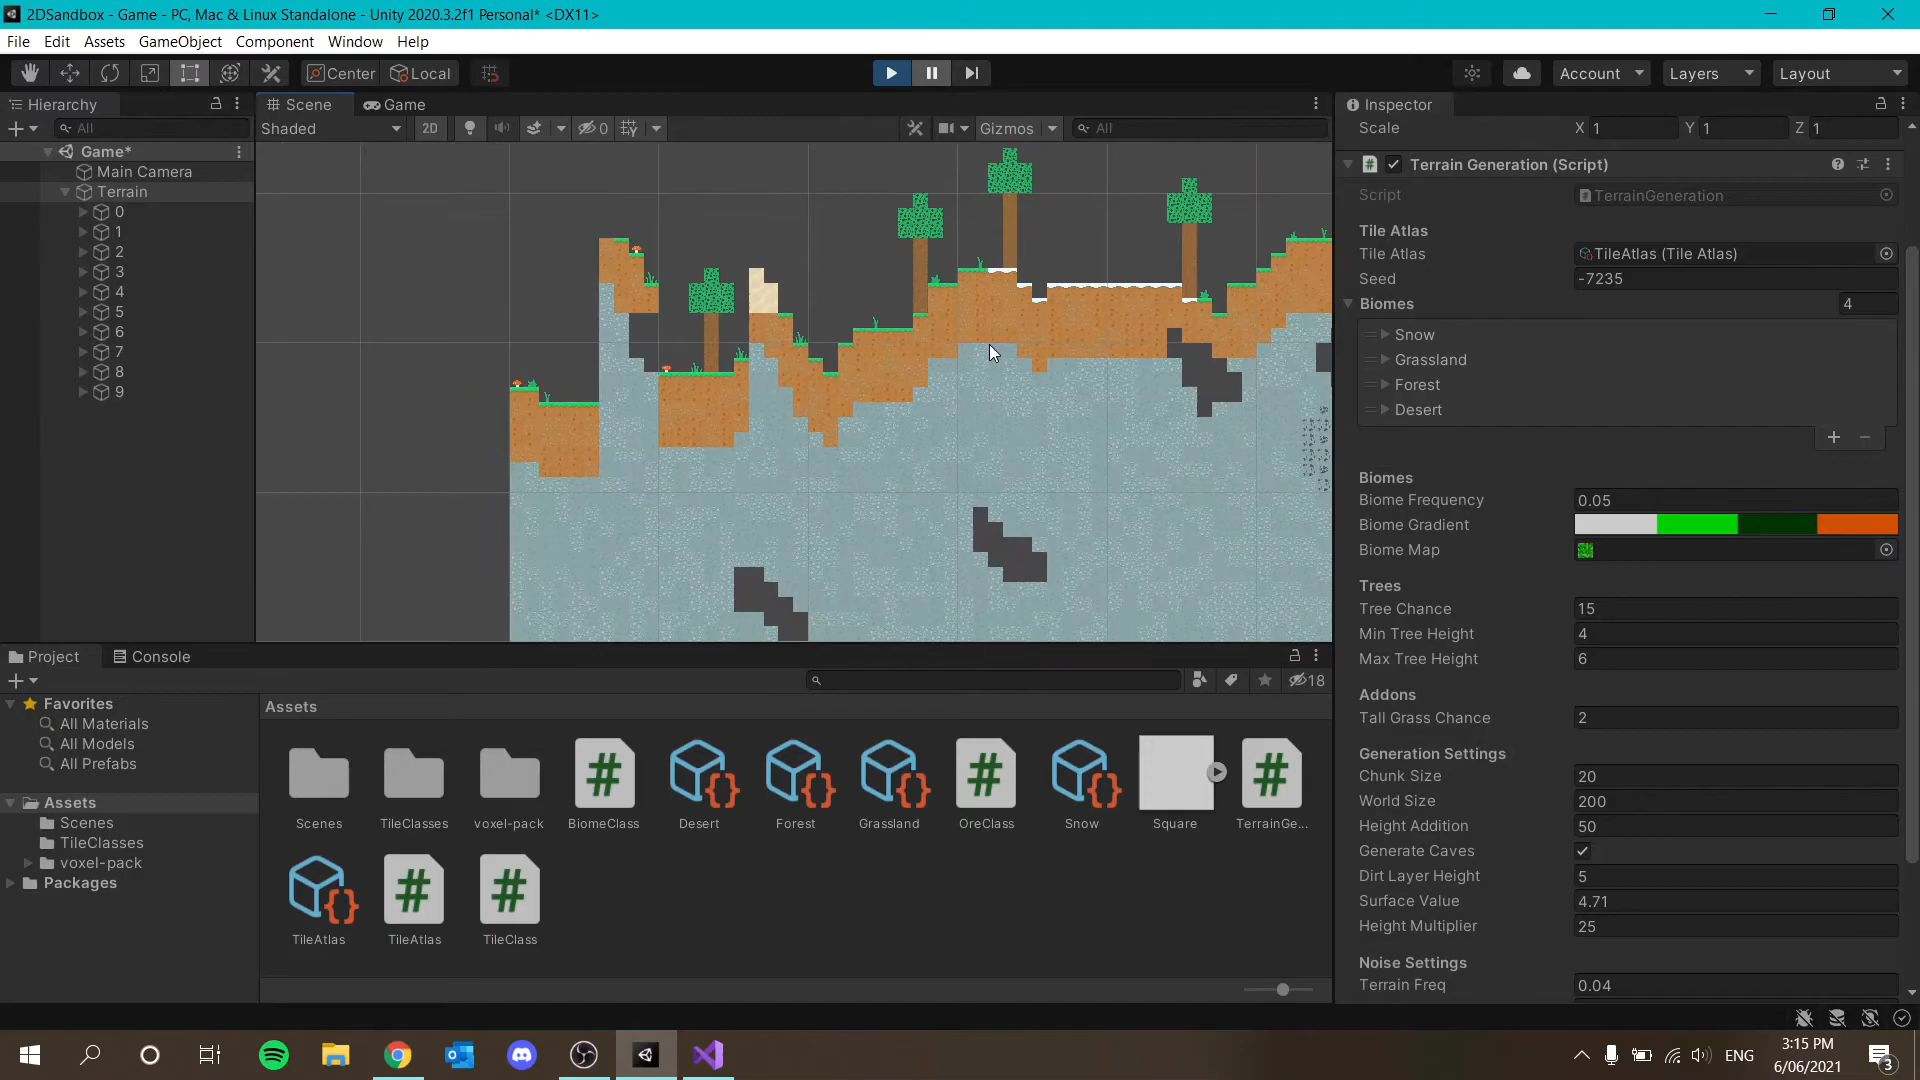 2DSandbox - Game - PC, Mac & Linux Standalone - Unity 2020.3.2f1 Personal* <DX11>
File Edit Assets GameObject Component Window Help
Center Local Account Layers Layout
Hierarchy
All
Game*
Main Camera
Terrain
0
1
2
3
4
5
6
7
8
9
Scene Game
Shaded 2D 0 Gizmos All
Inspector
Scale X 1 Y 1 Z 1
# Terrain Generation (Script)
Script TerrainGeneration
Tile Atlas
Tile Atlas TileAtlas (Tile Atlas)
Seed -7235
Biomes 4
Snow
Grassland
Forest
Desert
Biomes
Biome Frequency 0.05
Biome Gradient
Biome Map
Trees
Tree Chance 15
Min Tree Height 4
Max Tree Height 6
Addons
Tall Grass Chance 2
Generation Settings
Chunk Size 20
World Size 200
Height Addition 50
Generate Caves
Dirt Layer Height 5
Surface Value 4.71
Height Multiplier 25
Noise Settings
Terrain Freq 0.04
Project Console
18
Favorites
All Materials
All Models
All Prefabs
Assets
Scenes
TileClasses
voxel-pack
Packages
Assets
Scenes TileClasses voxel-pack BiomeClass Desert Forest Grassland OreClass Snow Square TerrainGe...
TileAtlas TileAtlas TileClass
ENG
3:15 PM
6/06/2021
3